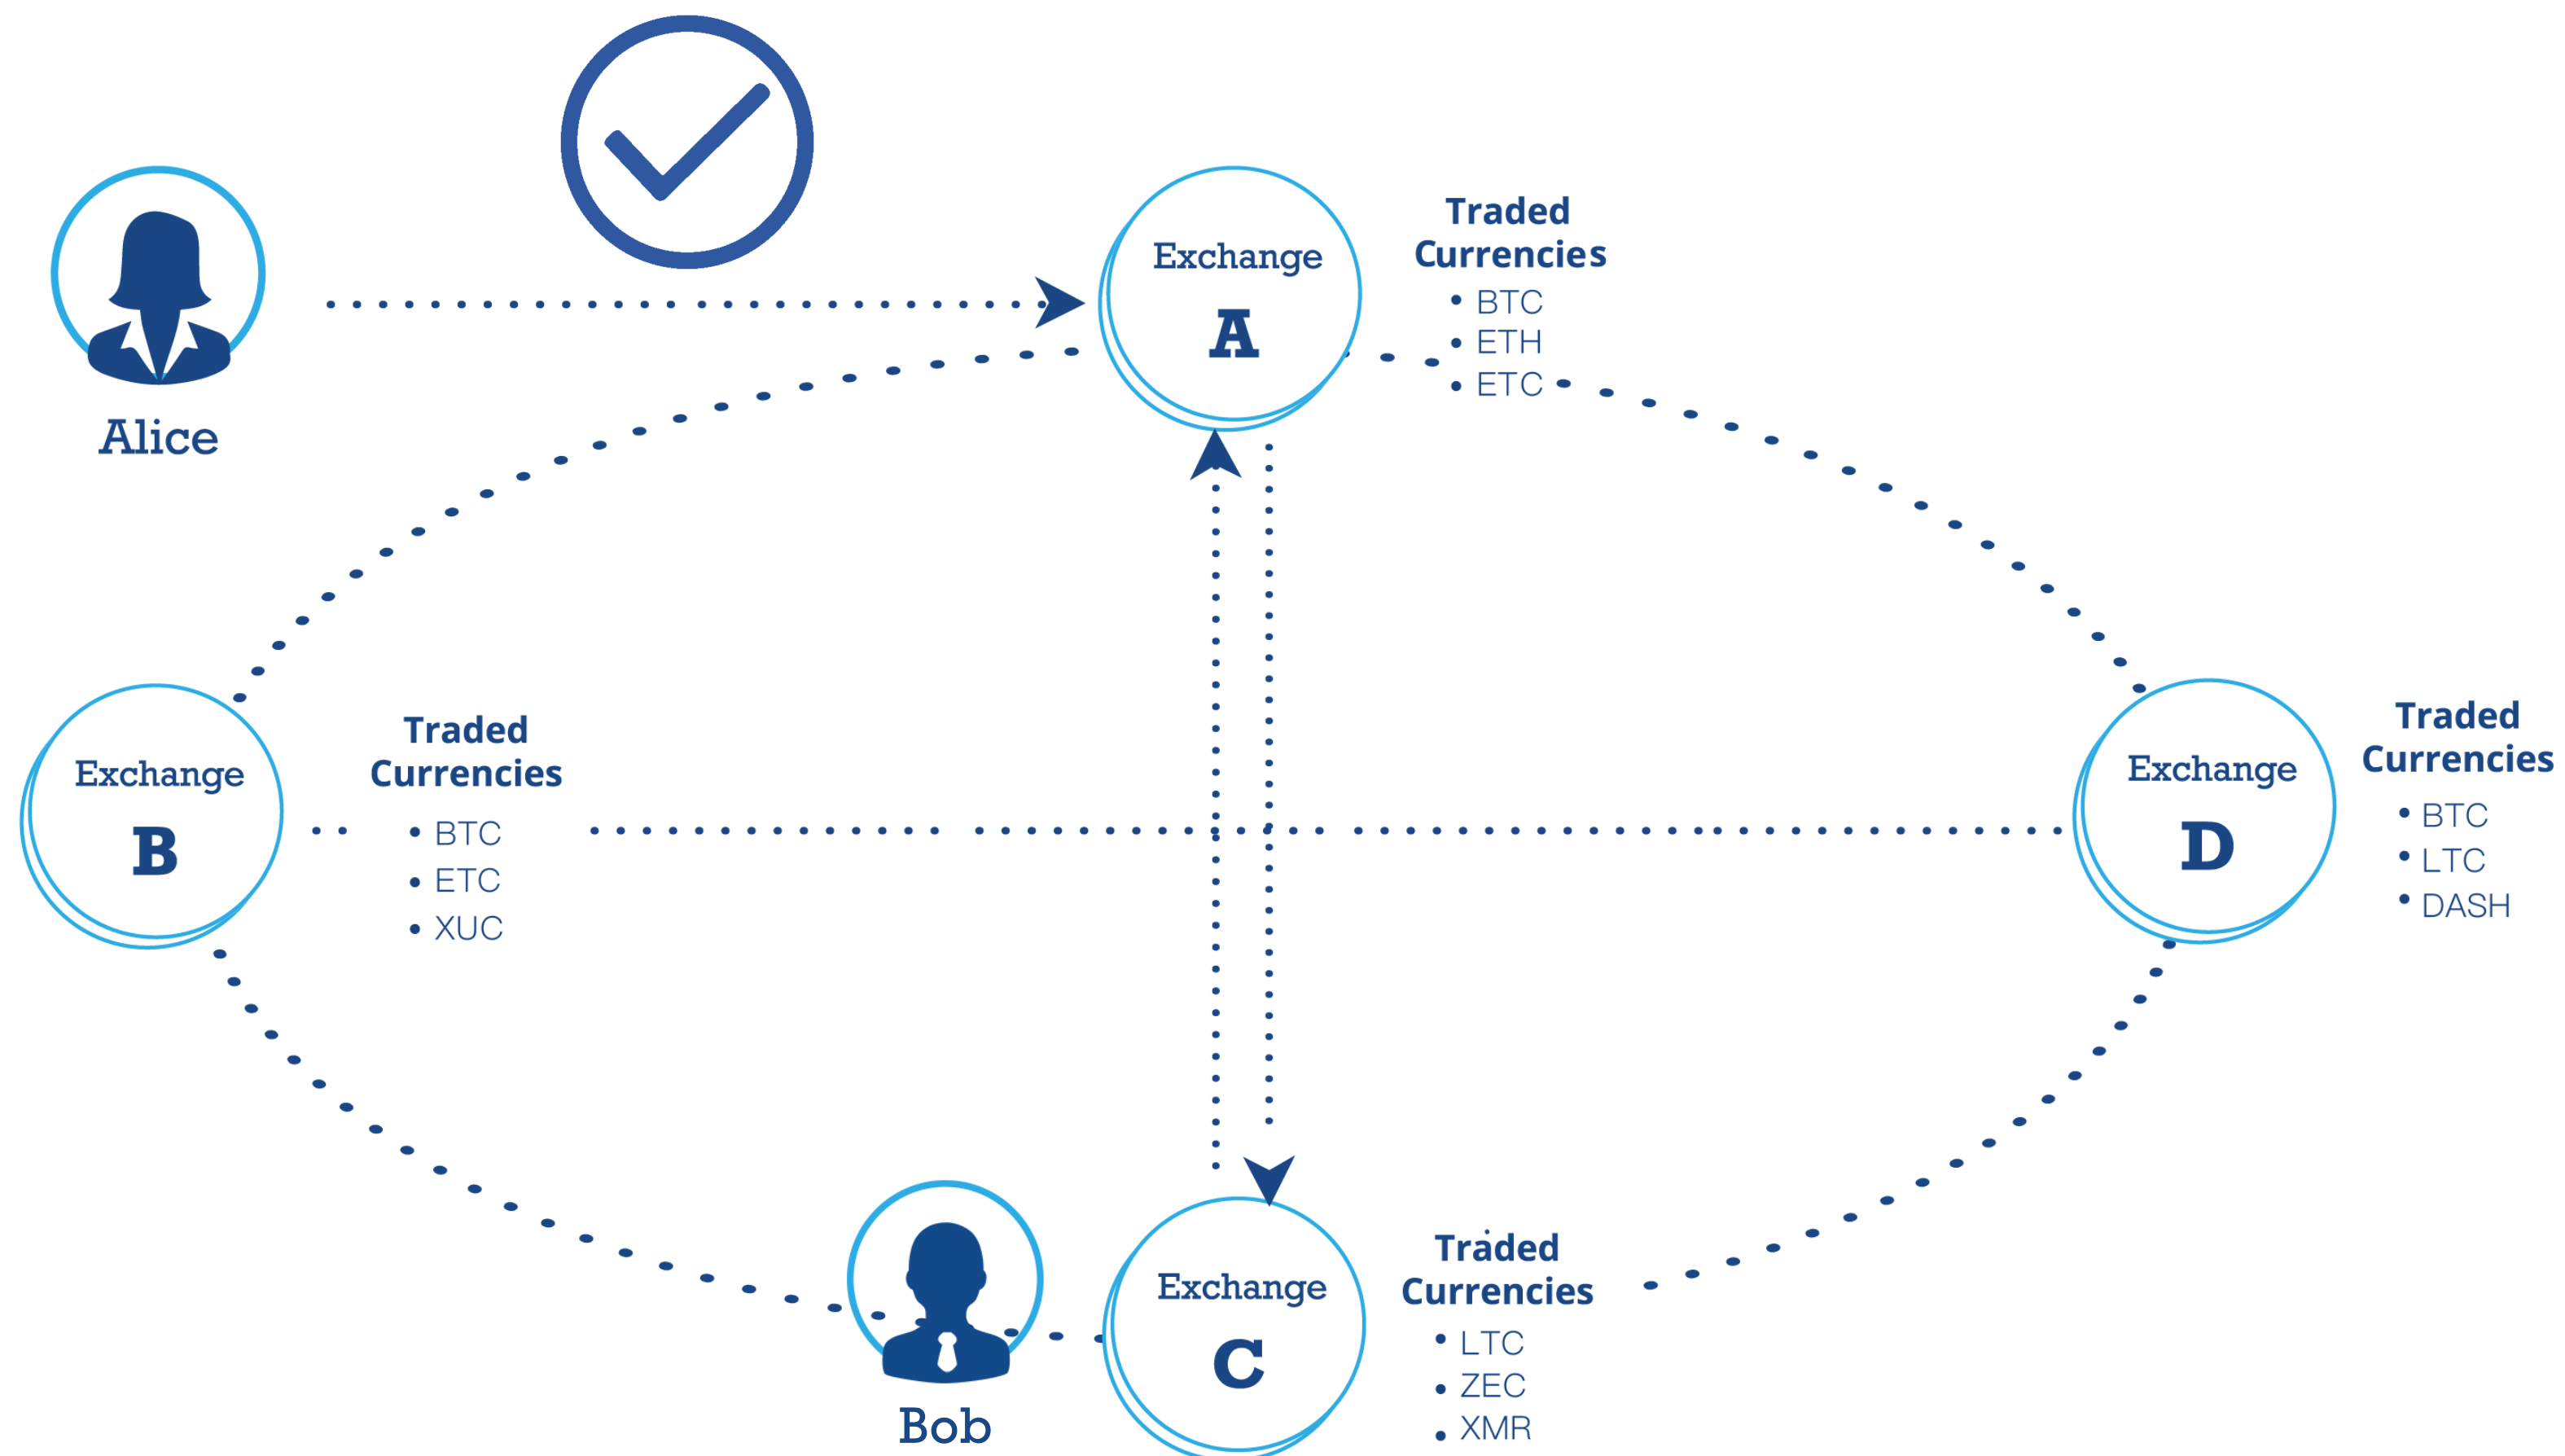 Alice
Exchange
A
Traded
Currencies
• BTC
• ETH
• ETC
Exchange
B
Traded
Currencies
• BTC
• ETC
• XUC
Exchange
D
Traded
Currencies
• BTC
• LTC
• DASH
Bob
Exchange
C
Traded
Currencies
• LTC
• ZEC
• XMR